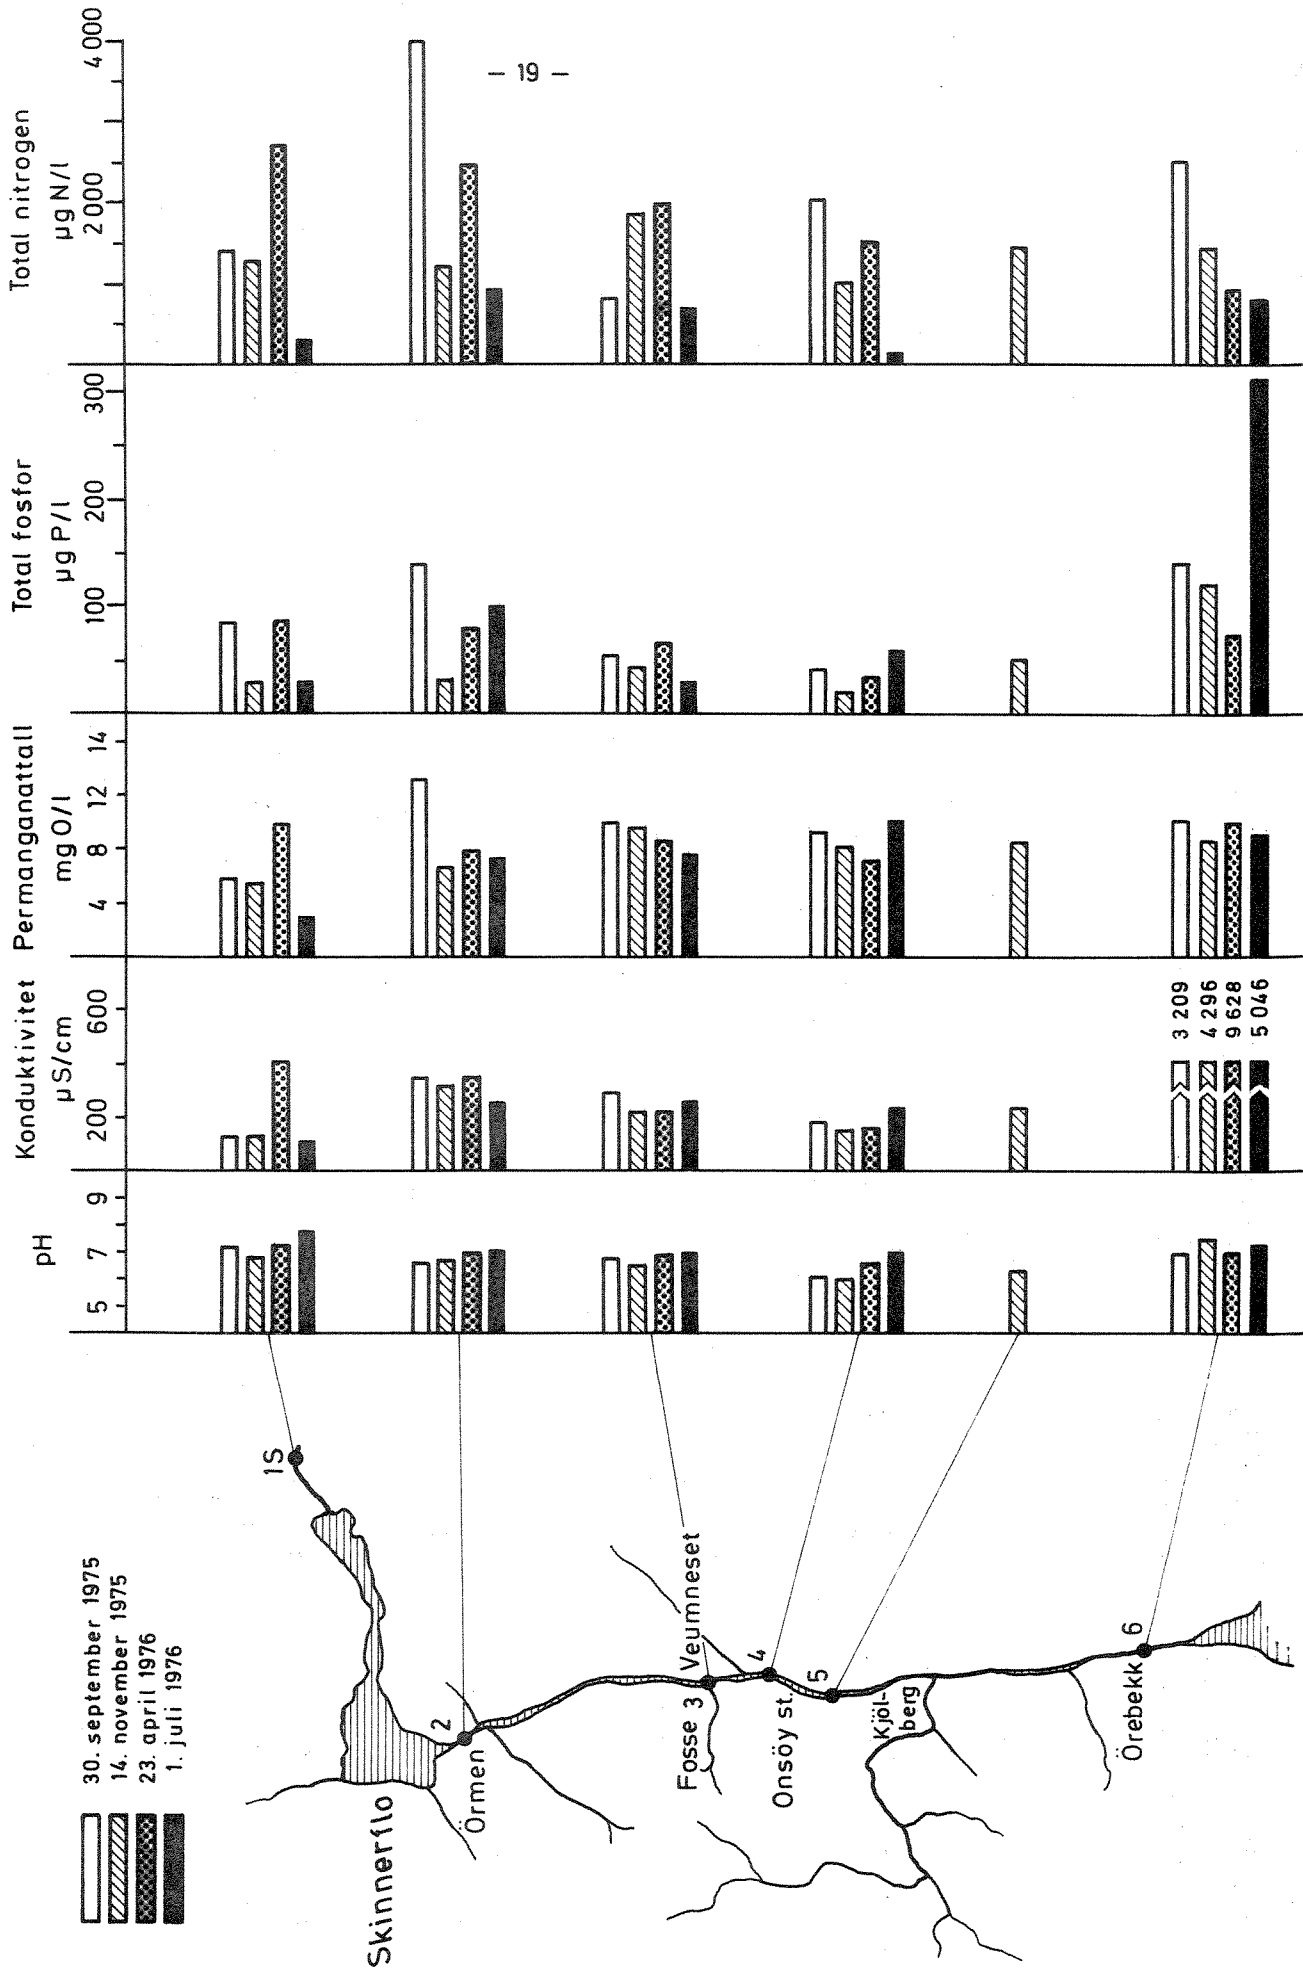 – 19 –
Total nitrogen
µg N/l
2 000
4 000
Total fosfor
µg P/l
100
200
300
Permanganattall
mg O/l
4
8
12
14
Konduktivitet
µS/cm
200
600
3 209
4 296
9 628
5 046
pH
5
7
9
30. september 1975
14. november 1975
23. april 1976
1. juli 1976
Skinnerflo
1S
2
Örmen
Fosse 3 Veumneset
4
Onsöy st.
5
Kjöl-
berg
Örebekk 6